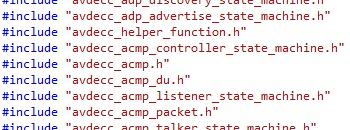 #include "avdecc_adp_discovery_state_machine.h"
#include "avdecc_adp_advertise_state_machine.h"
#include "avdecc_helper_function.h"
#include "avdecc_acmp_controller_state_machine.h"
#include "avdecc_acmp.h"
#include "avdecc_acmp_du.h"
#include "avdecc_acmp_listener_state_machine.h"
#include "avdecc_acmp_packet.h"
#include "avdecc_acmp_talker_state_machine.h"